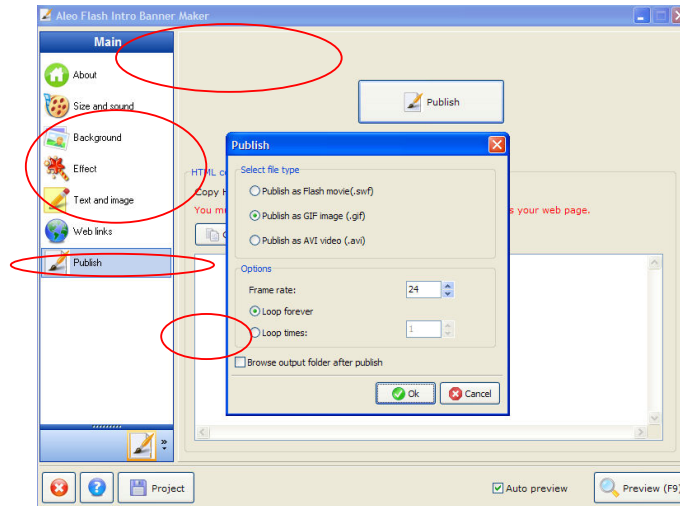 Aleo Flash Intro Banner Maker
Main
About
Size and sound
Background
Effect
Text and image
Web links
Publish
Publish
HTML co
Copy H
You m
s your web page.
Publish
Select file type
Publish as Flash movie(.swf)
Publish as GIF image (.gif)
Publish as AVI video (.avi)
Options
Frame rate: 24
Loop forever
Loop times: 1
Browse output folder after publish
Ok Cancel
Project
Auto preview
Preview (F9)